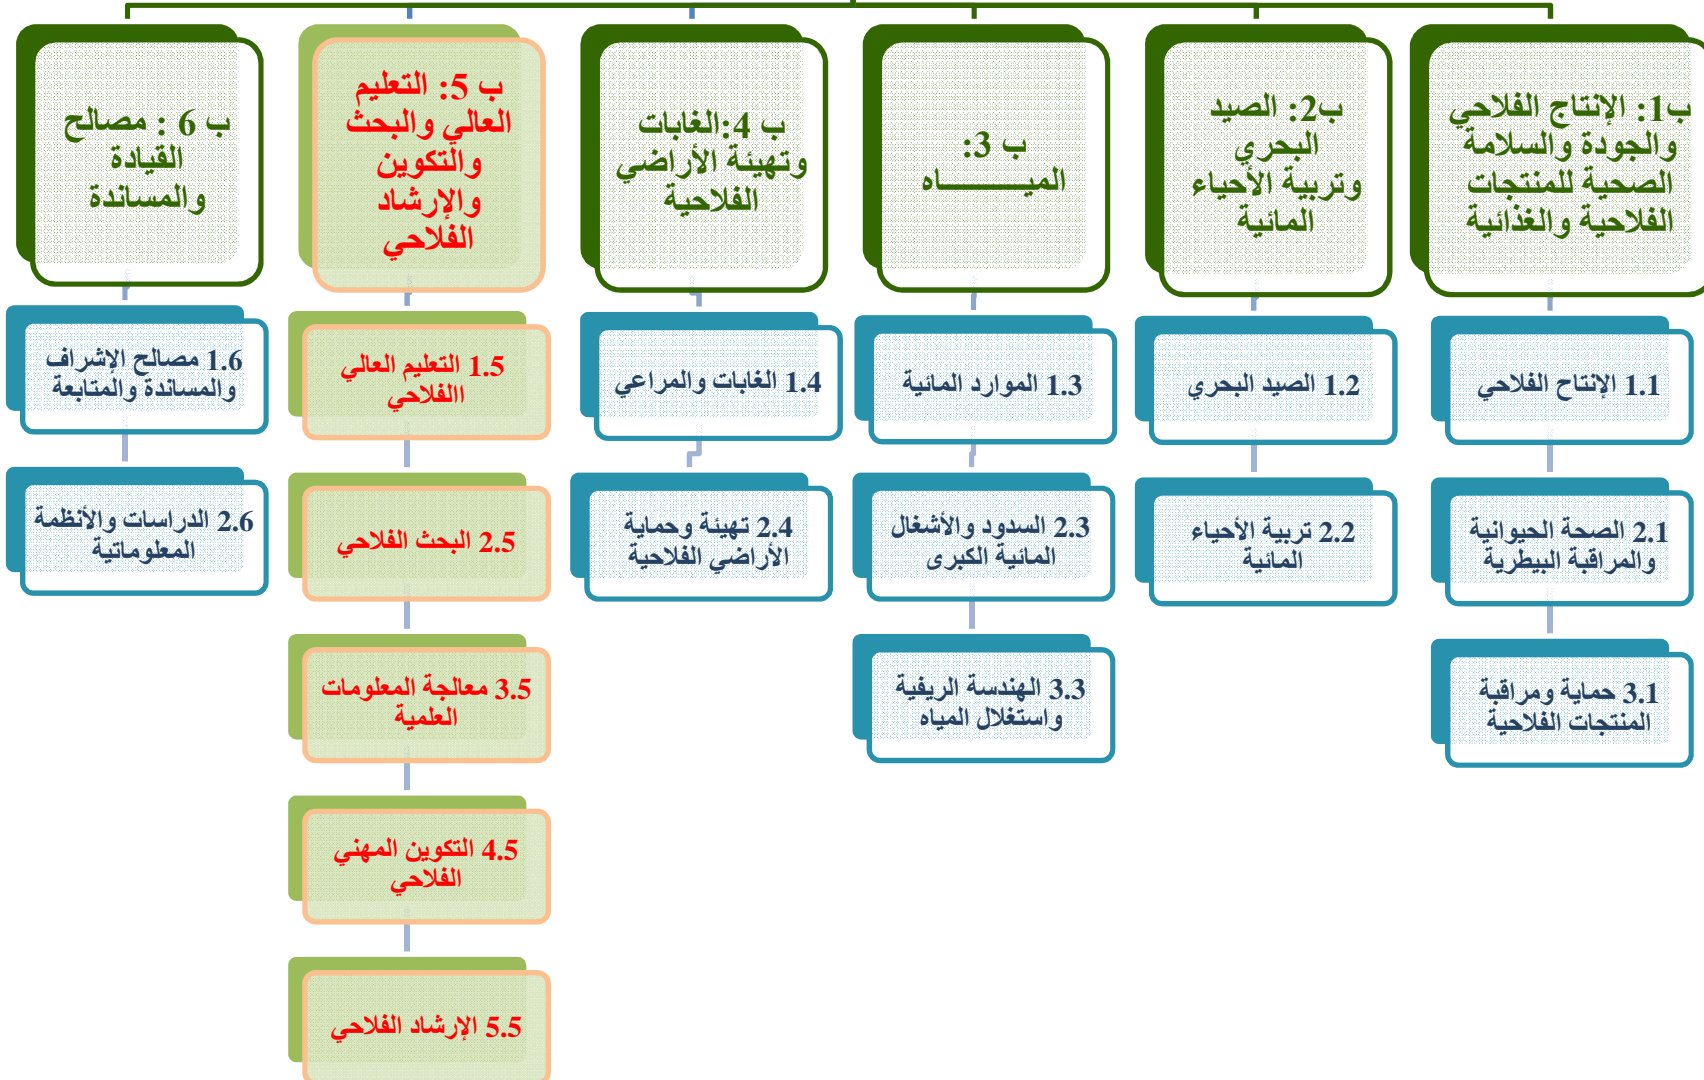 ب1: الإنتاج الفلاحي
والجودة والسلامة
الصحية للمنتجات
الفلاحية والغذائية
1.1 الإنتاح الفلاحي
2.1 الصحة الحيوانية
والمراقبة البيطرية
3.1 حماية ومراقبة
المنتجات الفلاحية
ب2: الصيد
البحري
وتربية الأحياء
المائية
1.2 الصيد البحري
2.2 تربية الأحياء
المائية
ب 3:
الميــــــــــاه
1.3 الموارد المائية
2.3 السدود والأشغال
المائية الكبرى
3.3 الهندسة الريفية
واستغلال المياه
ب 4:الغابات
وتهيئة الأراضي
الفلاحية
1.4 الغابات والمراعي
2.4 تهيئة وحماية
الأراضي الفلاحية
ب 5: التعليم
العالي والبحث
والتكوين
والإرشاد
الفلاحي
1.5 التعليم العالي
االفلاحي
2.5 البحث الفلاحي
3.5 معالجة المعلومات
العلمية
4.5 التكوين المهني
الفلاحي
5.5 الإرشاد الفلاحي
ب 6 : مصالح
القيادة
والمساندة
1.6 مصالح الإشراف
والمساندة والمتابعة
2.6 الدراسات والأنظمة
المعلوماتية